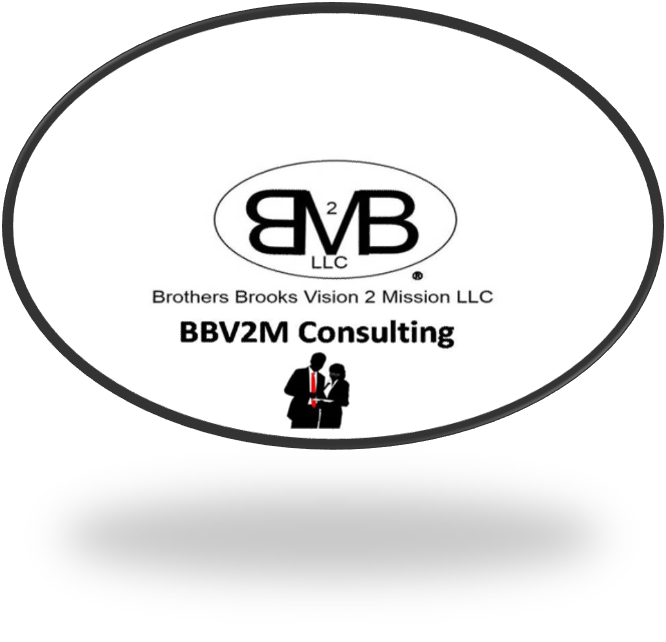 BMB
2
LLC
®
Brothers Brooks Vision 2 Mission LLC
BBV2M Consulting